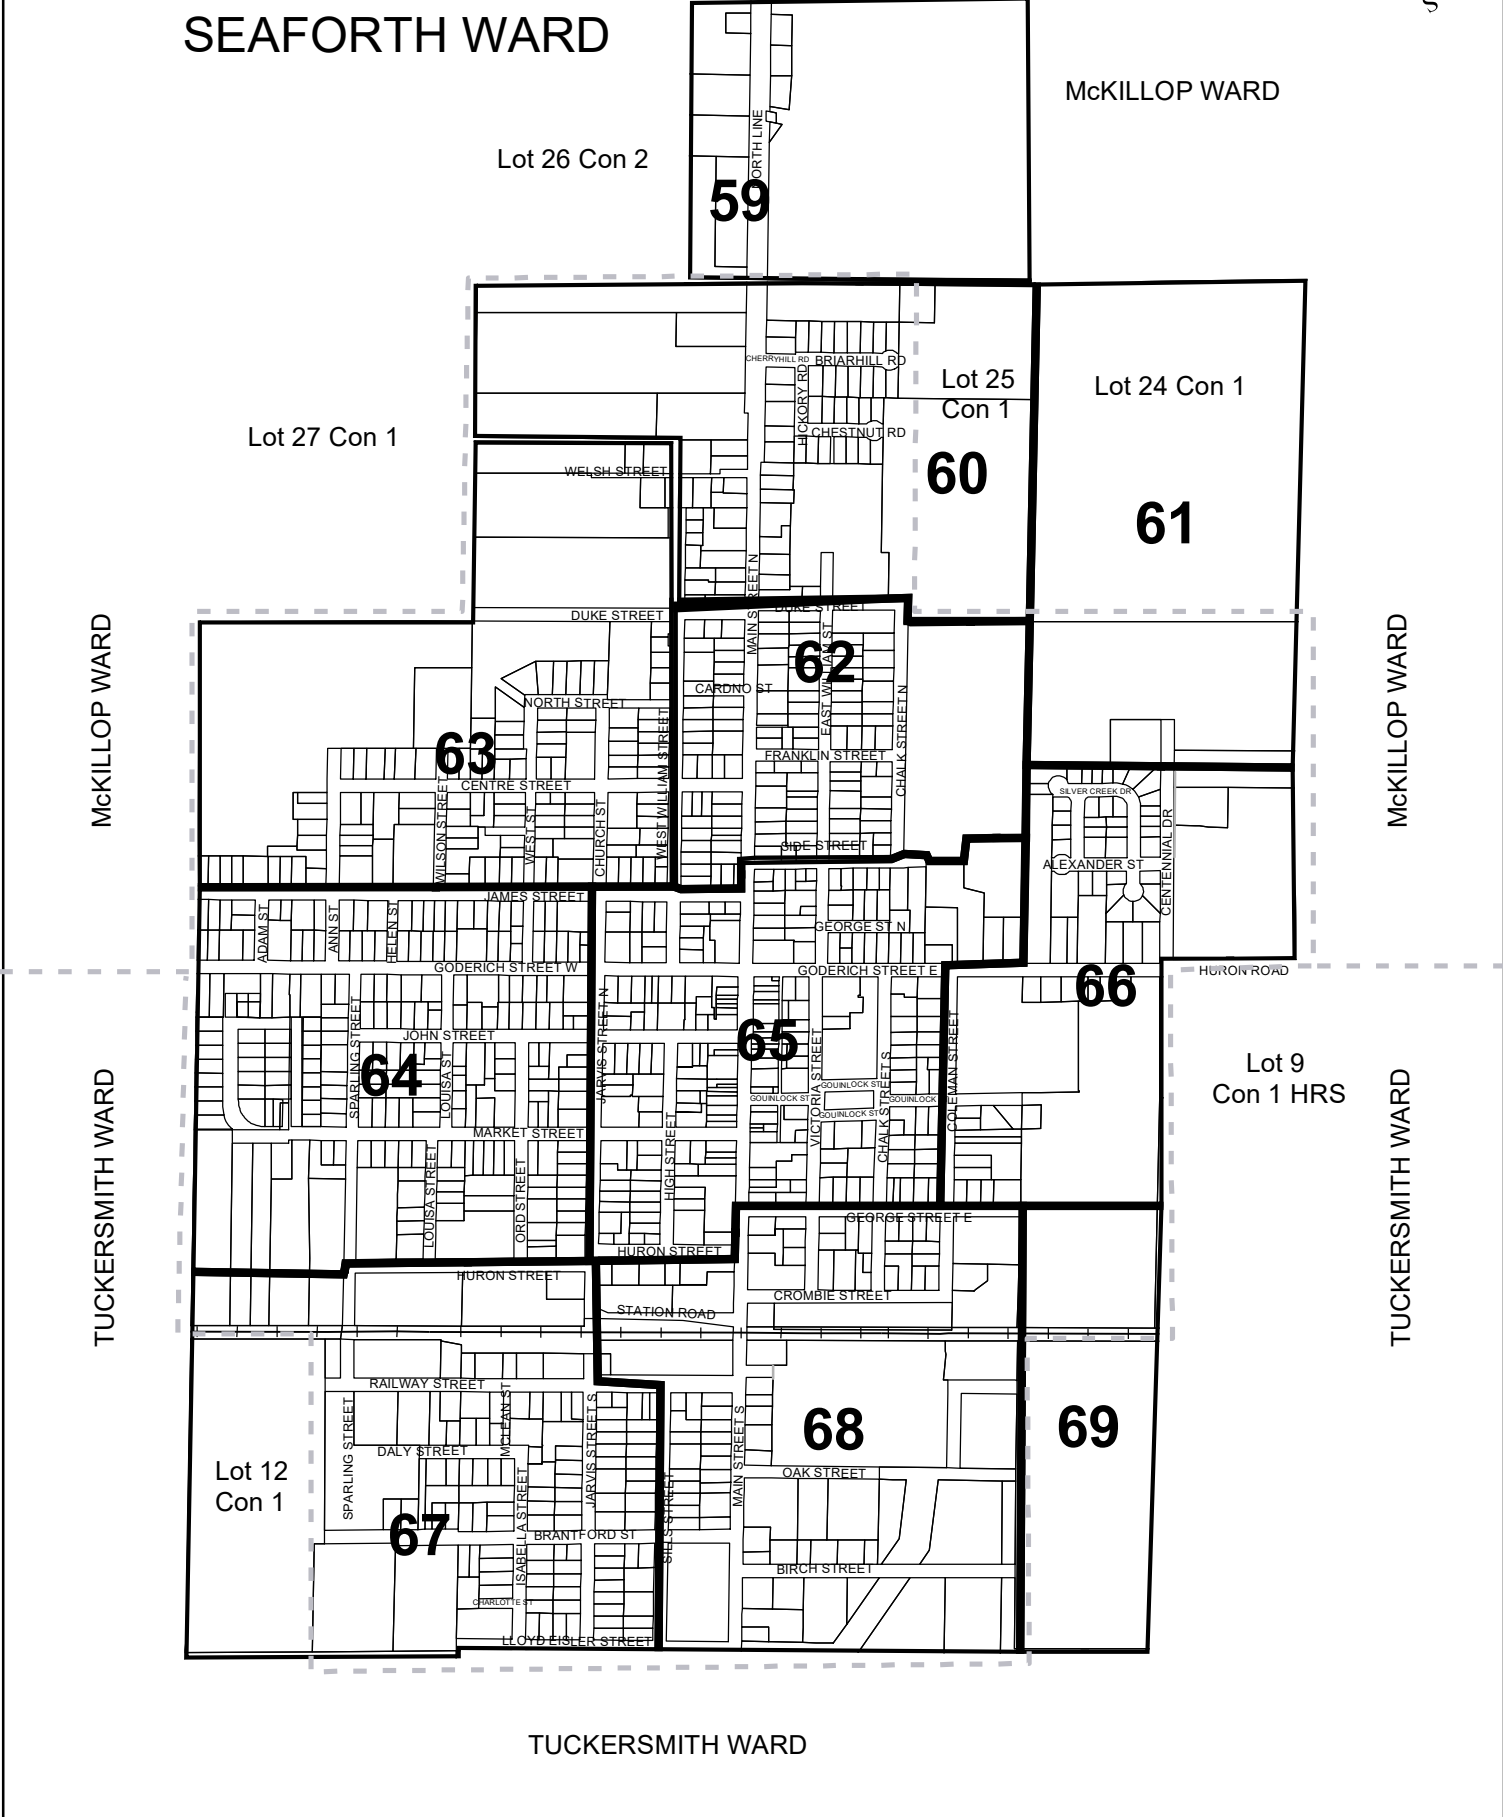 SEAFORTH WARD
McKILLOP WARD
Lot 26 Con 2
NORTH LINE
59
CHERRYHILL RD
BRIARHILL RD
HICKORY RD
CHESTNUT RD
Lot 25
Con 1
Lot 24 Con 1
Lot 27 Con 1
60
61
WELSH STREET
MAIN STREET N
DUKE STREET
DUKE STREET
62
EAST WILLIAM ST
CARDNO ST
NORTH STREET
63
WEST WILLIAM STREET
CHALK STREET N
FRANKLIN STREET
CENTRE STREET
WILSON STREET
WEST ST
CHURCH ST
SIDE STREET
McKILLOP WARD
McKILLOP WARD
SILVER CREEK DR
ALEXANDER ST
CENTENNIAL DR
JAMES STREET
ADAM ST
ANN ST
HELEN ST
GEORGE ST N
GODERICH STREET W
GODERICH STREET E
HURON ROAD
66
65
64
SPARLING STREET
JOHN STREET
LOUISA ST
JARVIS STREET N
VICTORIA STREET
CHALK STREET S
COLEMAN STREET
GOUINLOCK ST
GOUINLOCK ST
GOUINLOCK
GOUINLOCK ST
Lot 9
Con 1 HRS
MARKET STREET
LOUISA STREET
ORD STREET
HIGH STREET
TUCKERSMITH WARD
TUCKERSMITH WARD
GEORGE STREET E
HURON STREET
HURON STREET
CROMBIE STREET
STATION ROAD
RAILWAY STREET
MCLEAN ST
SPARLING STREET
DALY STREET
JARVIS STREET S
ISABELLA STREET
SILLS STREET
MAIN STREET S
68
69
OAK STREET
Lot 12
Con 1
67
BRANTFORD ST
BIRCH STREET
CHARLOTTE ST
LLOYD EISLER STREET
TUCKERSMITH WARD